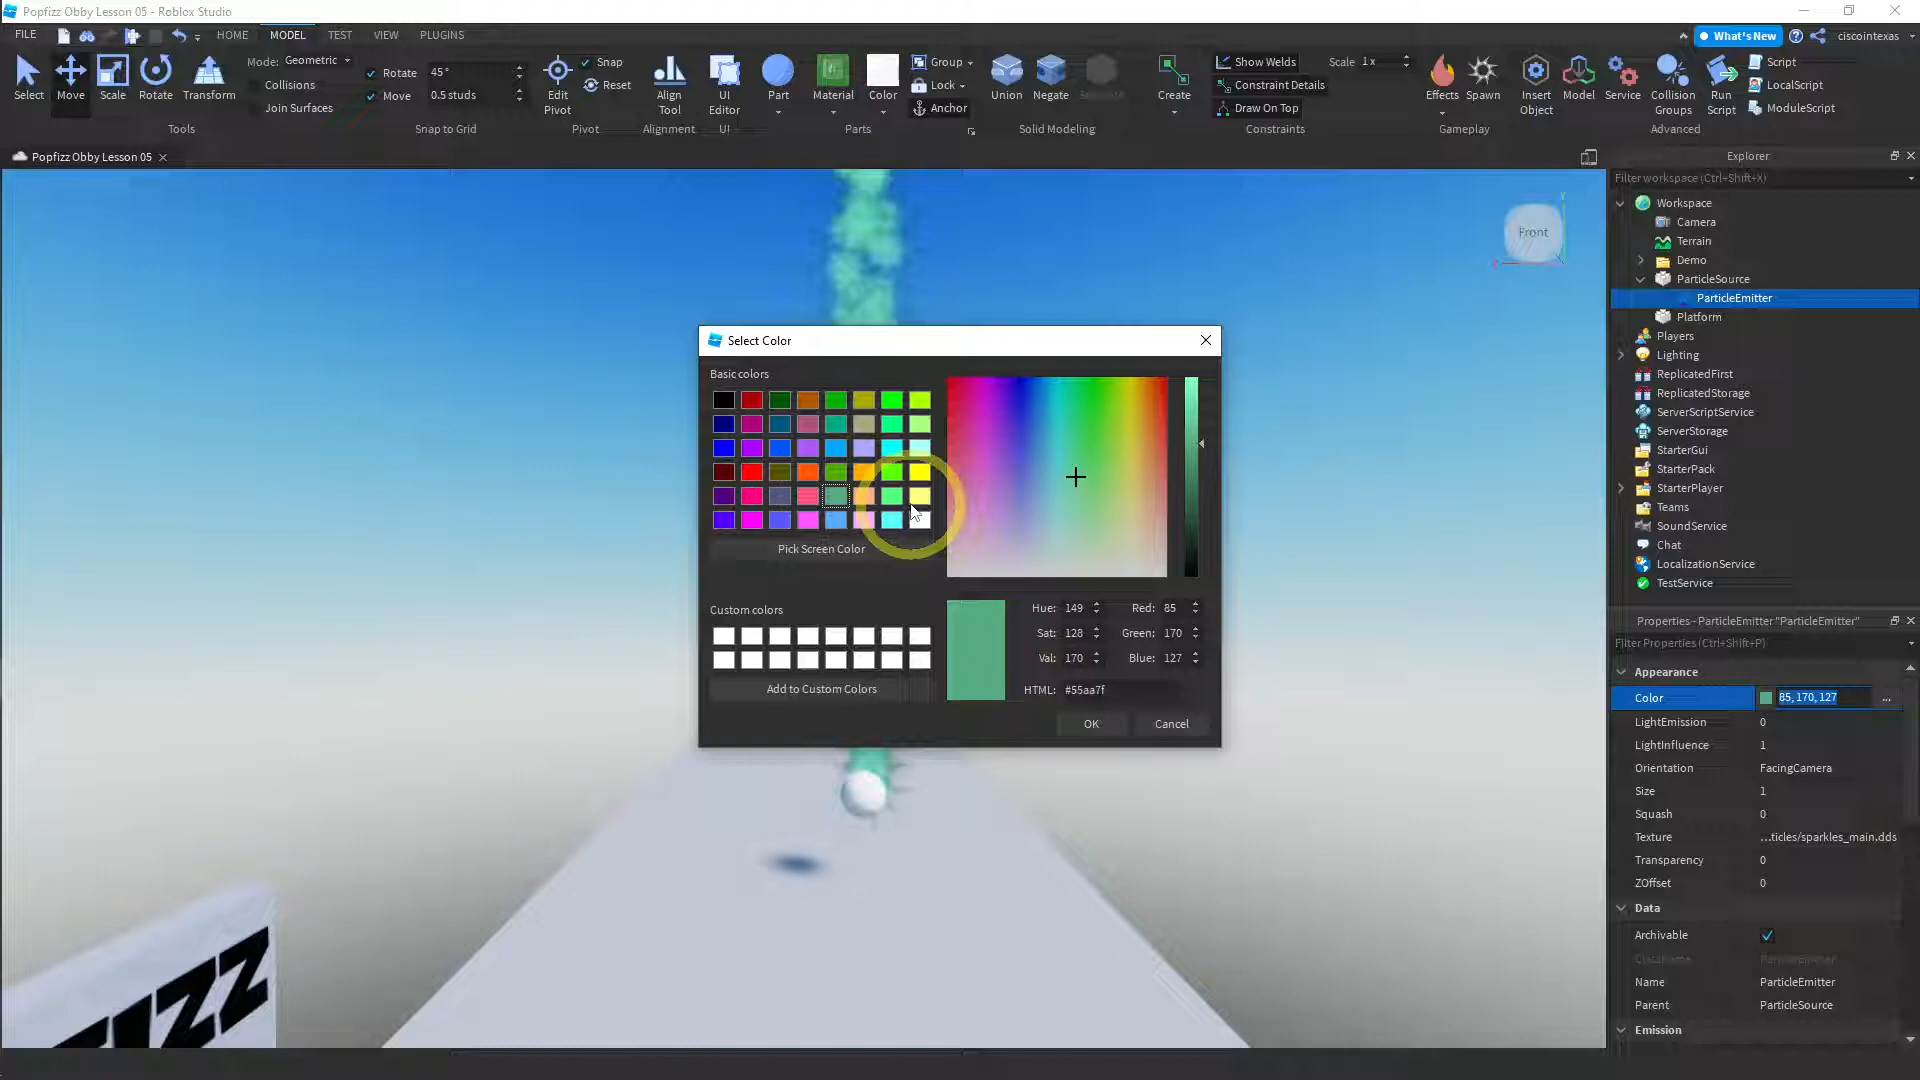 Popfizz Obby Lesson 05 - Roblox Studio
FILE
HOME
MODEL
TEST
VIEW
PLUGINS
What's New
ciscointexas
Select
Move
Scale
Rotate
Transform
Mode: Geometric
Collisions
Join Surfaces
Tools
Rotate 45°
Move 0.5 studs
Snap to Grid
Edit
Pivot
Snap
Reset
Pivot
Align
Tool
Alignment
UI
Editor
UI
Part
Material
Color
Group
Lock
Anchor
Parts
Union
Negate
Solid Modeling
Create
Show Welds
Constraint Details
Draw On Top
Scale 1x
Constraints
Effects
Spawn
Gameplay
Insert
Object
Model
Service
Collision
Groups
Run
Script
Script
LocalScript
ModuleScript
Advanced
Popfizz Obby Lesson 05
Front
Y
Explorer
Filter workspace (Ctrl+Shift+X)
Workspace
Camera
Terrain
Demo
ParticleSource
ParticleEmitter
Platform
Players
Lighting
ReplicatedFirst
ReplicatedStorage
ServerScriptService
ServerStorage
StarterGui
StarterPack
StarterPlayer
Teams
SoundService
Chat
LocalizationService
TestService
Select Color
Basic colors
Pick Screen Color
Custom colors
Add to Custom Colors
Hue: 149 Red: 85
Sat: 128 Green: 170
Val: 170 Blue: 127
HTML: #55aa7f
OK
Cancel
Properties - ParticleEmitter "ParticleEmitter"
Filter Properties (Ctrl+Shift+P)
Appearance
Color 85, 170, 127 ...
LightEmission 0
LightInfluence 1
Orientation FacingCamera
Size 1
Squash 0
Texture ...ticles/sparkles_main.dds
Transparency 0
ZOffset 0
Data
Archivable
ClassName ParticleEmitter
Name ParticleEmitter
Parent ParticleSource
Emission